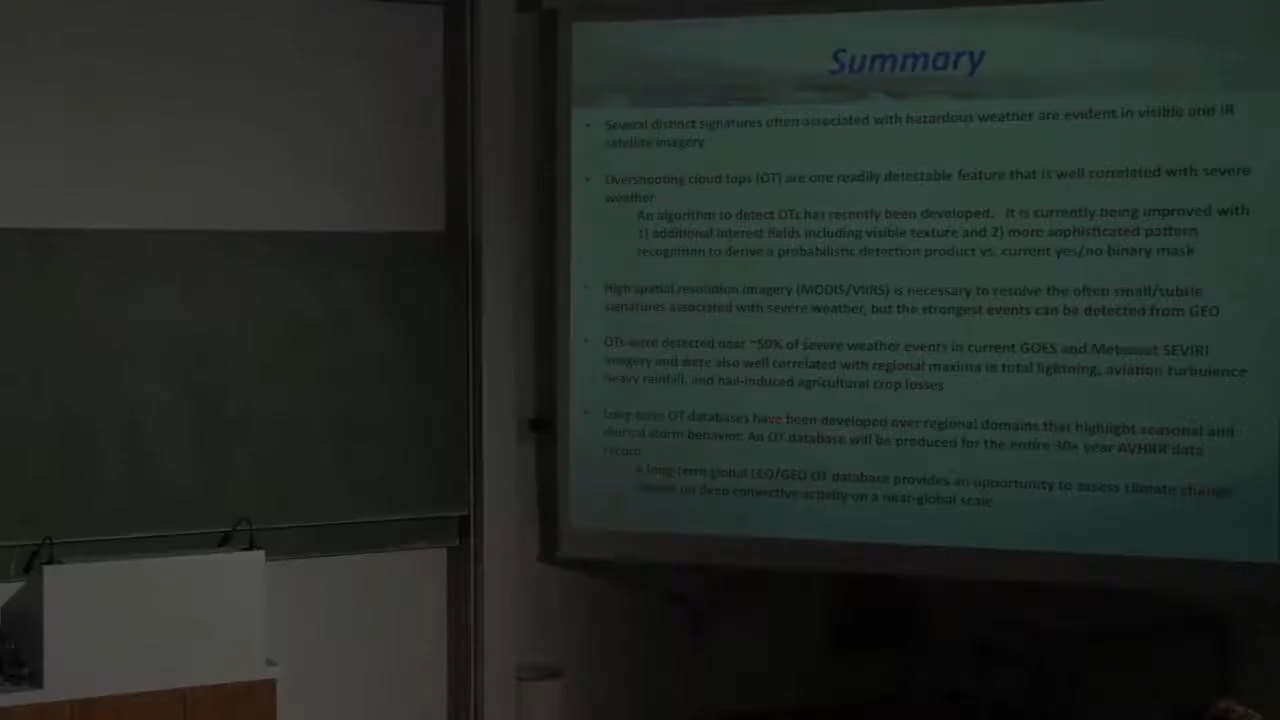 Summary
Several distinct signatures often associated with hazardous weather are evident in visible and IR
satellite imagery
Overshooting cloud tops (OT) are one readily detectable feature that is well correlated with severe
weather
An algorithm to detect OTs has recently been developed. It is currently being improved with
1) additional interest fields including visible texture and 2) more sophisticated pattern
recognition to derive a probabilistic detection product vs. current yes/no binary mask
High spatial resolution imagery (MODIS/VIIRS) is necessary to resolve the often small/subtle
signatures associated with severe weather, but the strongest events can be detected from GEO
OTs were detected near ~50% of severe weather events in current GOES and Meteosat SEVIRI
imagery and were also well correlated with regional maxima in total lightning, aviation turbulence
heavy rainfall, and hail-induced agricultural crop losses
Long-term OT databases have been developed over regional domains that highlight seasonal and
diurnal storm behavior. An OT database will be produced for the entire 30+ year AVHRR data
record
A long-term global LEO/GEO OT database provides an opportunity to assess climate change
based on deep convective activity on a near-global scale